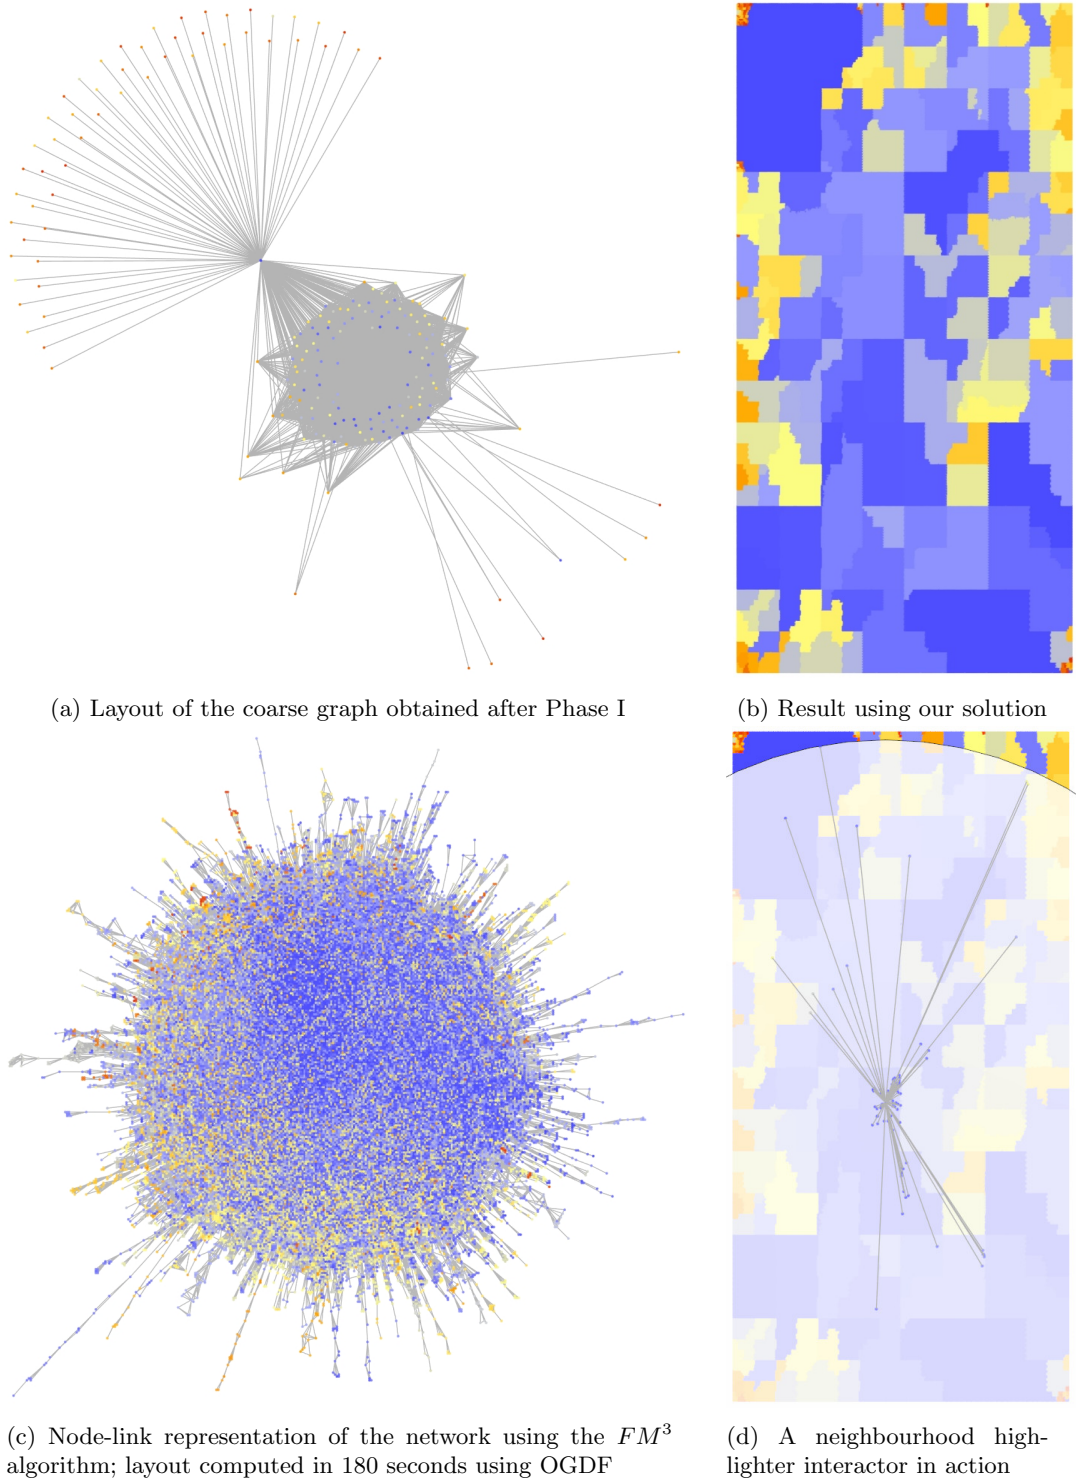 (a) Layout of the coarse graph obtained after Phase I
(b) Result using our solution
(c) Node-link representation of the network using the FM³
algorithm; layout computed in 180 seconds using OGDF
(d) A neighbourhood high-
lighter interactor in action